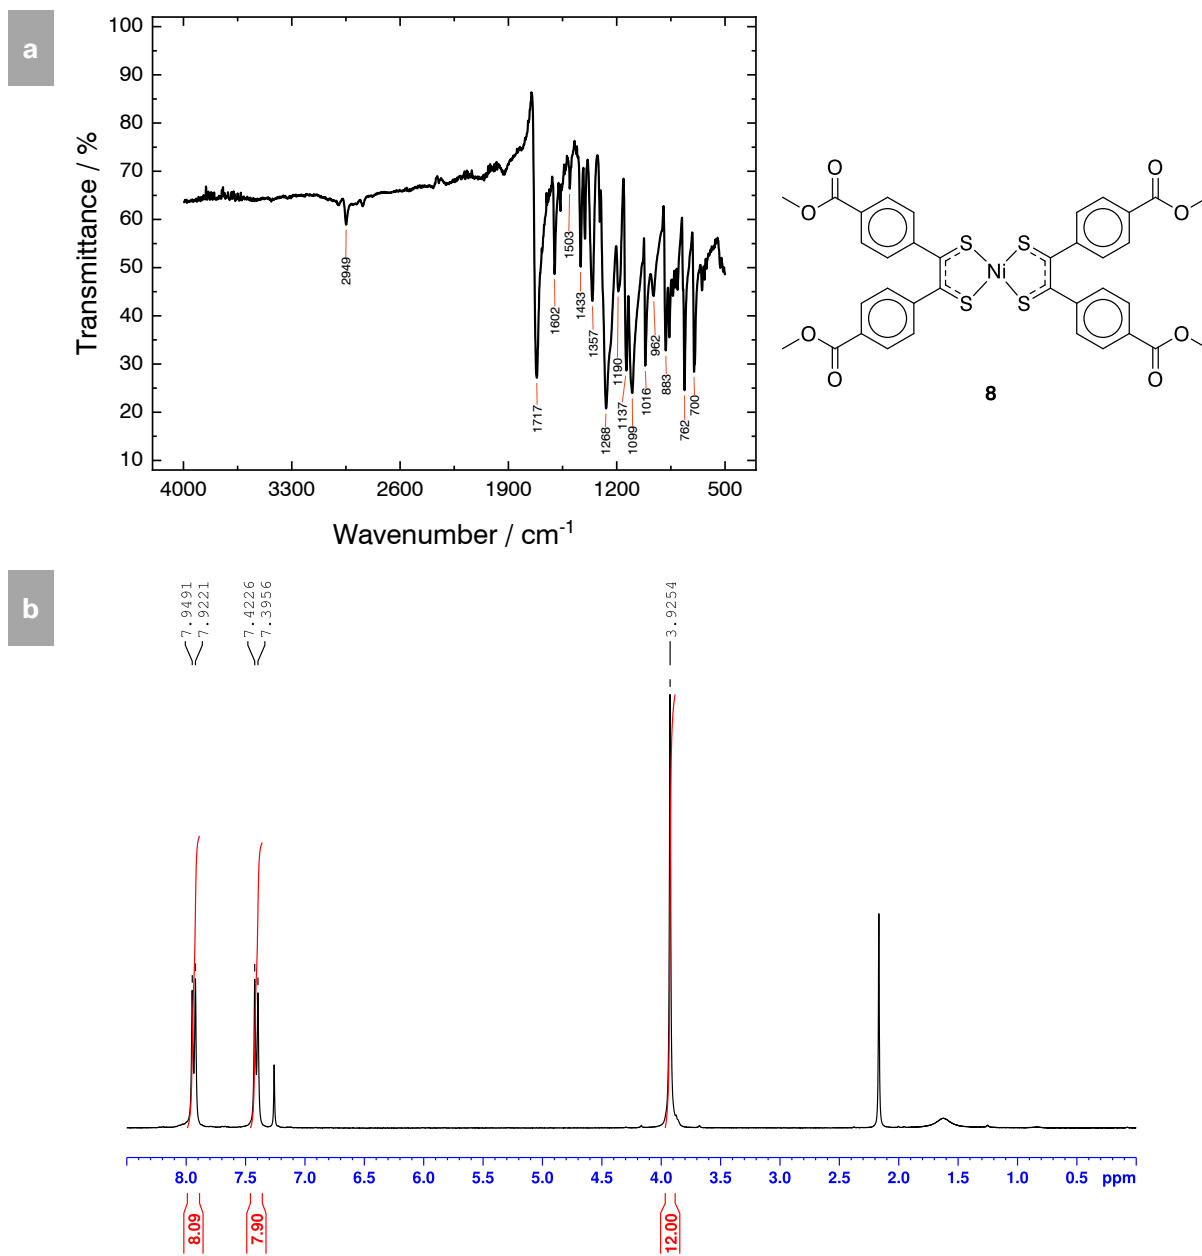 a
100
90
80
70
60
50
40
30
20
10
Transmittance / %
4000 3300 2600 1900 1200 500
Wavenumber / cm-1
2949
1717
1602
1503
1433
1357
1268
1190
1137
1099
1016
962
883
762
700
O O
O O
S S
Ni
S S
O O
O O
8
b
7.9491
7.9221
7.4226
7.3956
3.9254
8.0 7.5 7.0 6.5 6.0 5.5 5.0 4.5 4.0 3.5 3.0 2.5 2.0 1.5 1.0 0.5 ppm
8.09
7.90
12.00